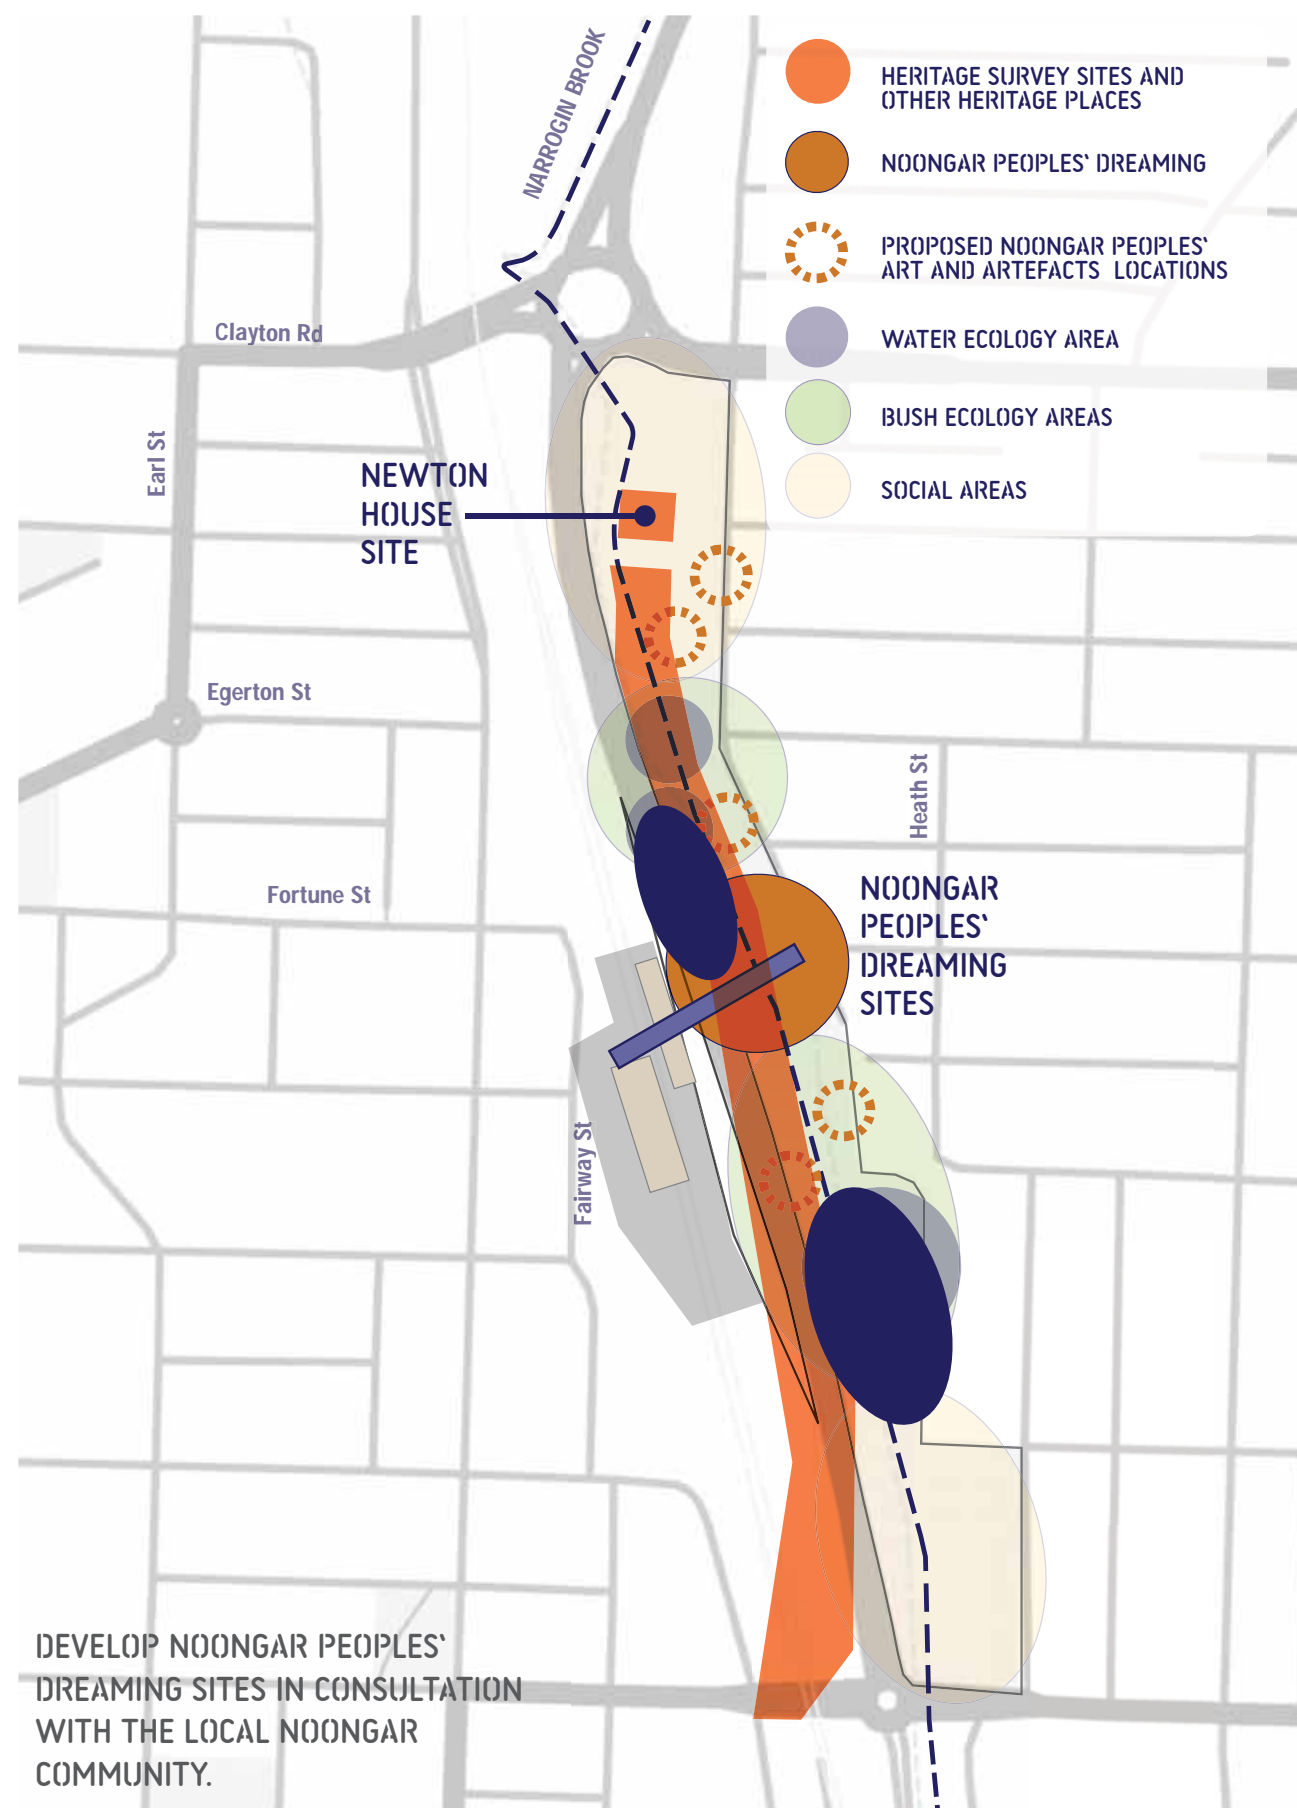 NARROGIN BROOK
HERITAGE SURVEY SITES AND
OTHER HERITAGE PLACES
NOONGAR PEOPLES' DREAMING
PROPOSED NOONGAR PEOPLES'
ART AND ARTEFACTS LOCATIONS
WATER ECOLOGY AREA
BUSH ECOLOGY AREAS
SOCIAL AREAS
Clayton Rd
Earl St
NEWTON
HOUSE
SITE
Egerton St
Heath St
Fortune St
NOONGAR
PEOPLES'
DREAMING
SITES
Fairway St
DEVELOP NOONGAR PEOPLES'
DREAMING SITES IN CONSULTATION
WITH THE LOCAL NOONGAR
COMMUNITY.